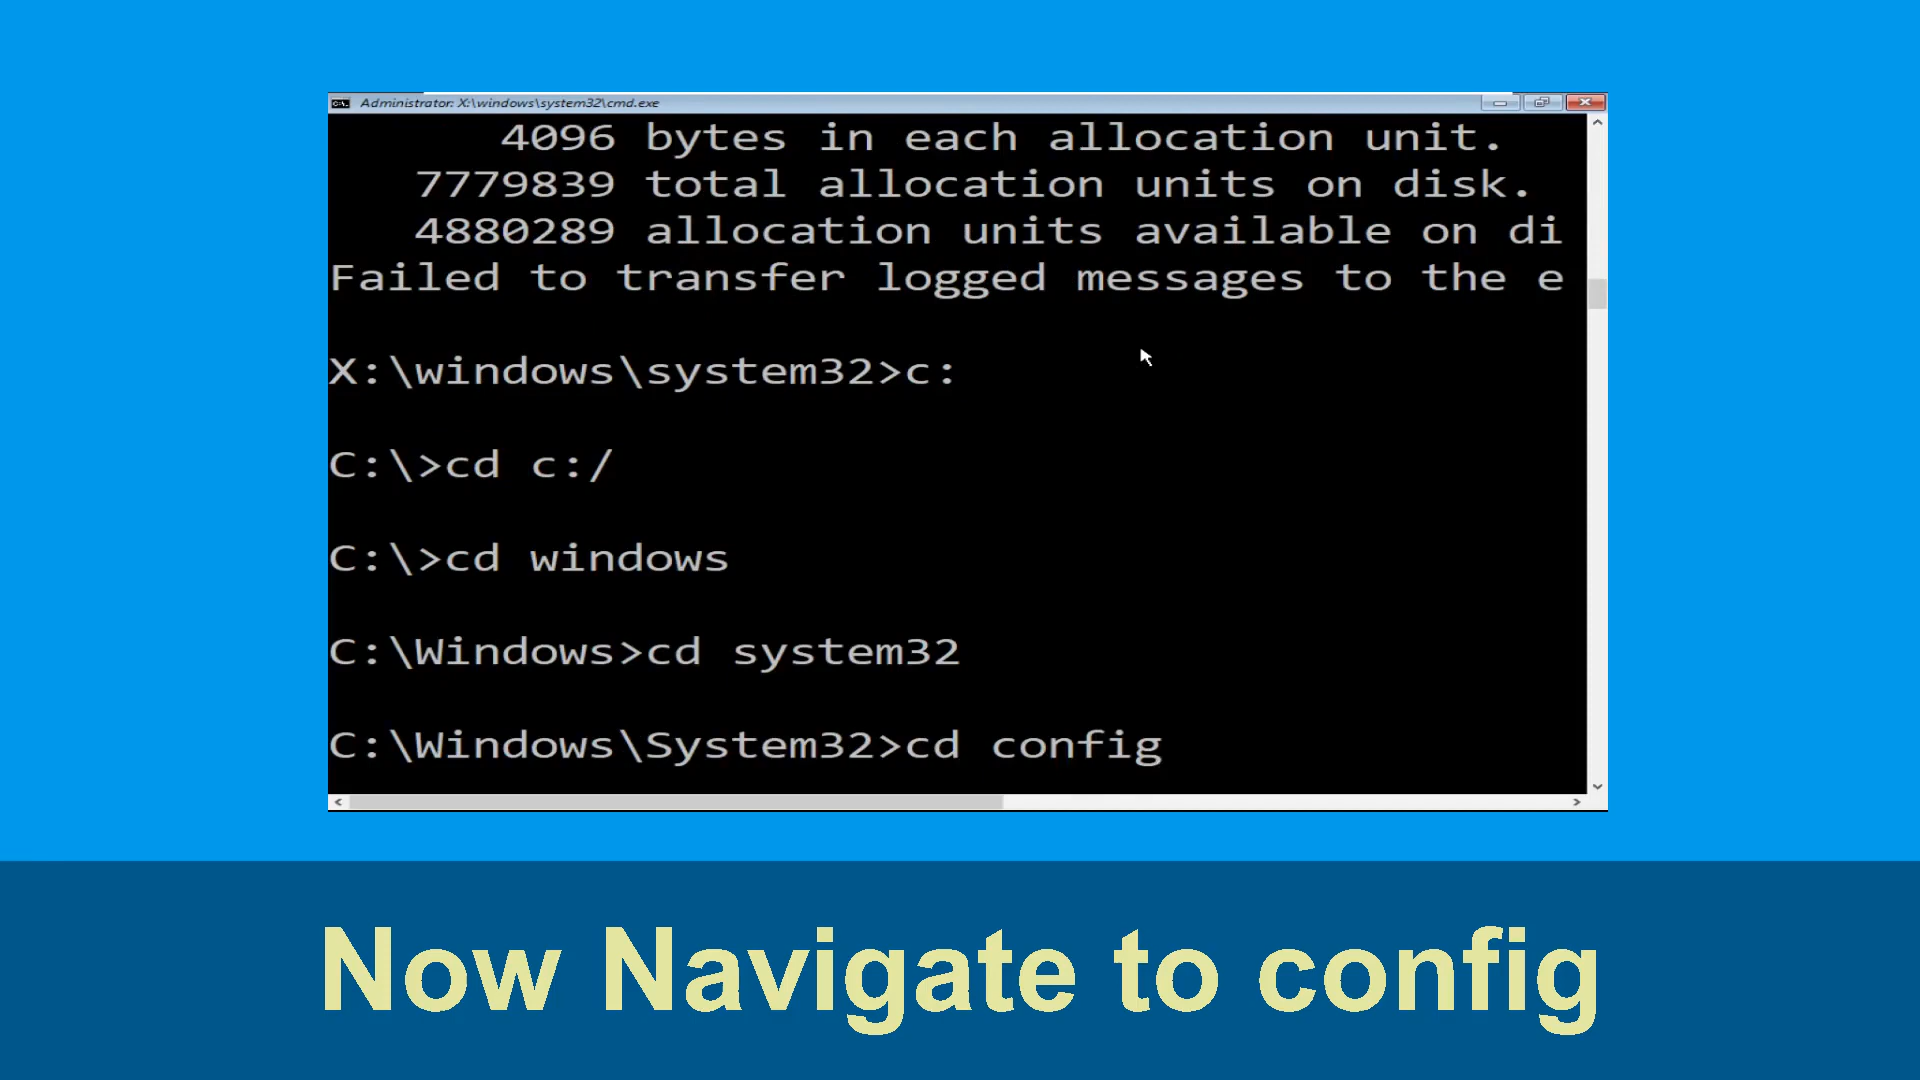 Administrator: X:\windows\system32\cmd.exe
4096 bytes in each allocation unit.
7779839 total allocation units on disk.
4880289 allocation units available on di
Failed to transfer logged messages to the e
X:\windows\system32>c:
C:\>cd c:/
C:\>cd windows
C:\Windows>cd system32
C:\Windows\System32>cd config
Now Navigate to config